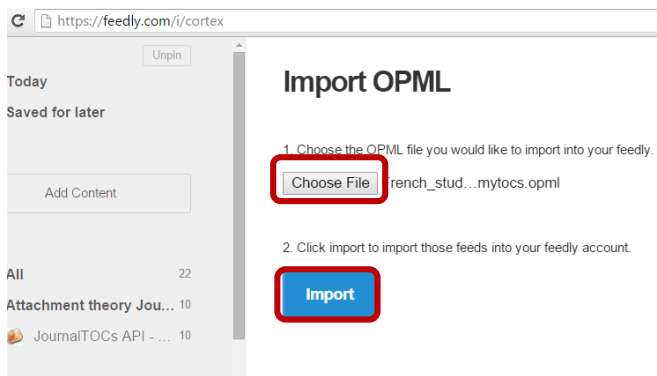 https://feedly.com/i/cortex
Unpin
Today
Saved for later
Add Content
All 22
Attachment theory Jou... 10
JournalTOCs API - ... 10
Import OPML
1. Choose the OPML file you would like to import into your feedly.
Choose File rench_stud...mytocs.opml
2. Click import to import those feeds into your feedly account.
Import